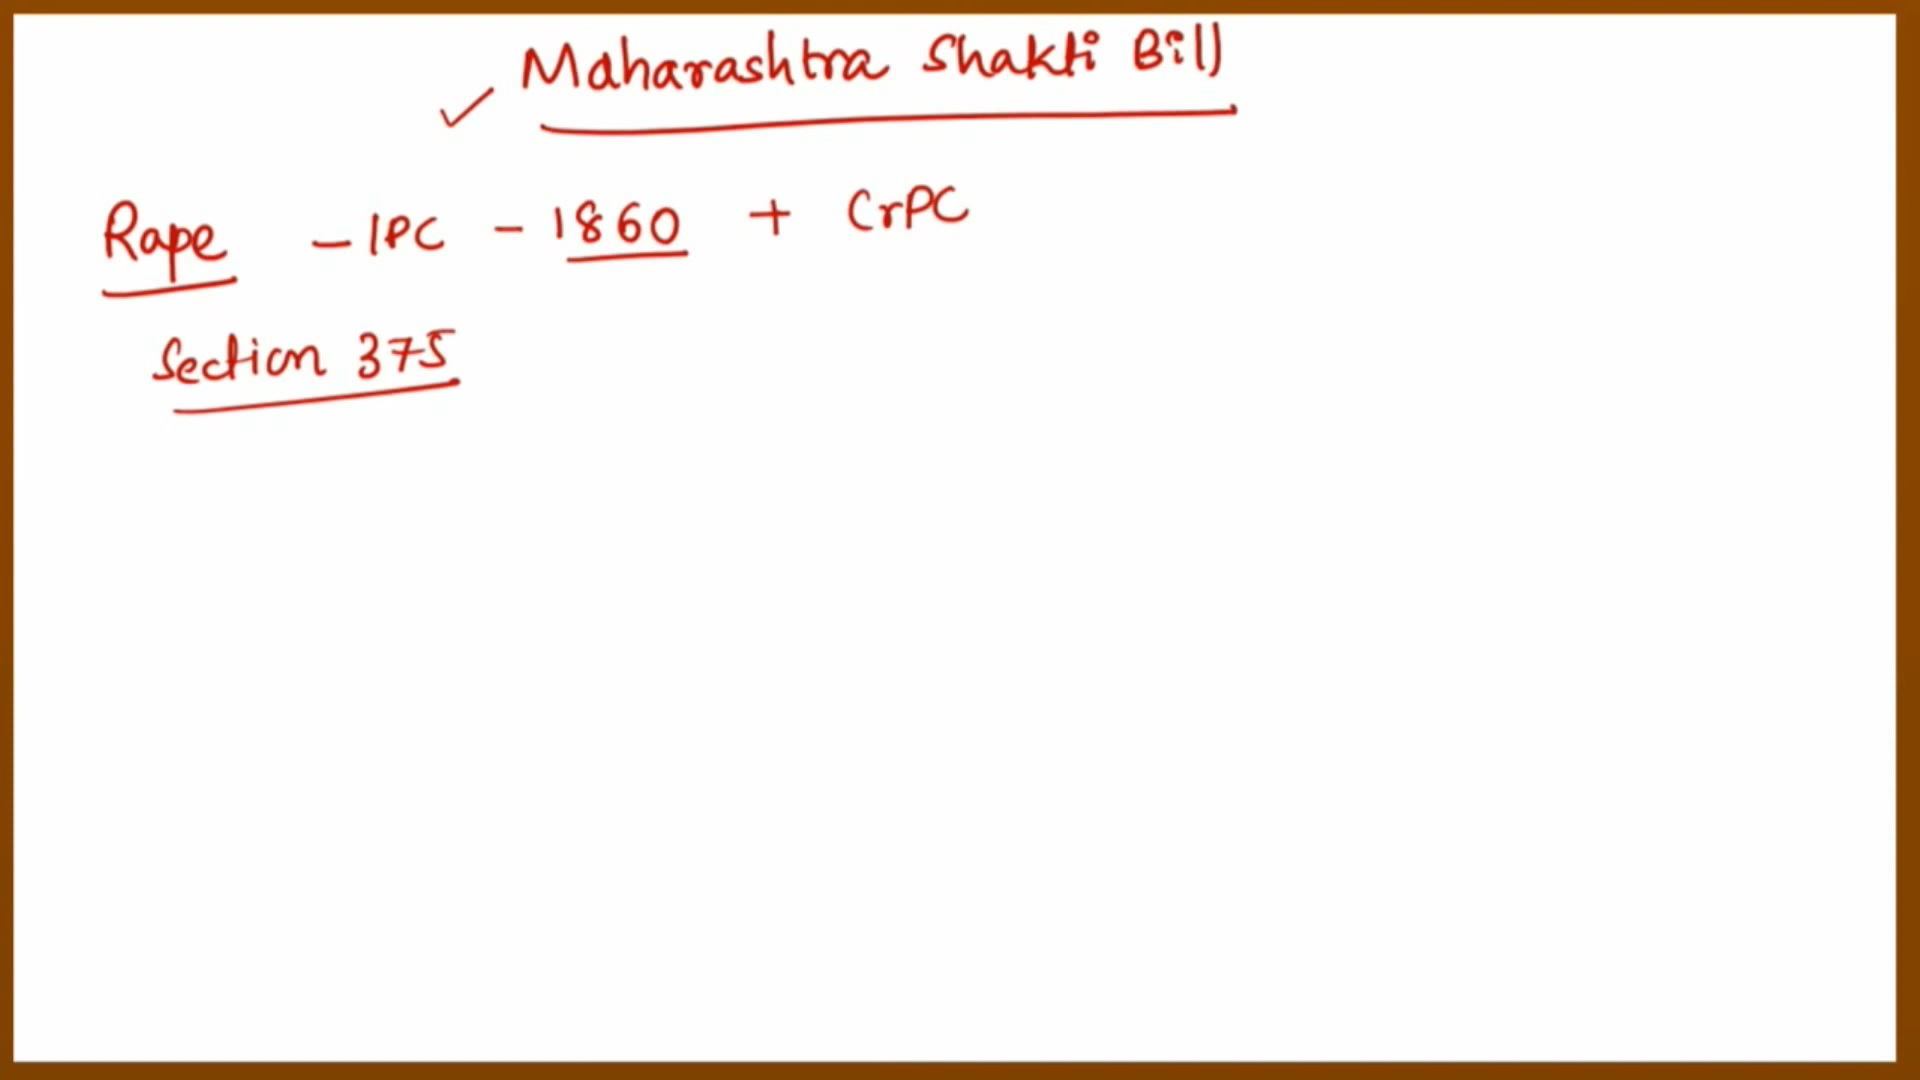 Maharashtra Shakti Bill
Rape - IPC - 1860 + CrPC
Section 375